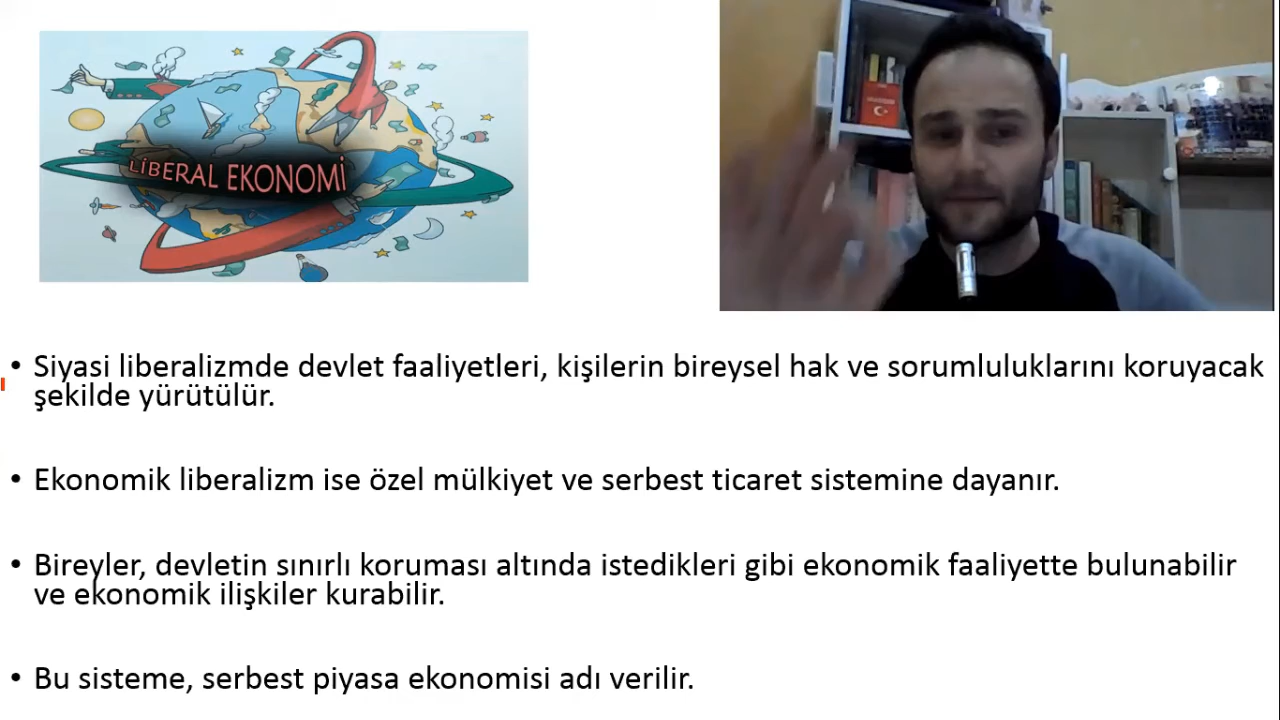 LİBERAL EKONOMİ
• Siyasi liberalizmde devlet faaliyetleri, kişilerin bireysel hak ve sorumluluklarını koruyacak
şekilde yürütülür.
• Ekonomik liberalizm ise özel mülkiyet ve serbest ticaret sistemine dayanır.
• Bireyler, devletin sınırlı koruması altında istedikleri gibi ekonomik faaliyette bulunabilir
ve ekonomik ilişkiler kurabilir.
• Bu sisteme, serbest piyasa ekonomisi adı verilir.